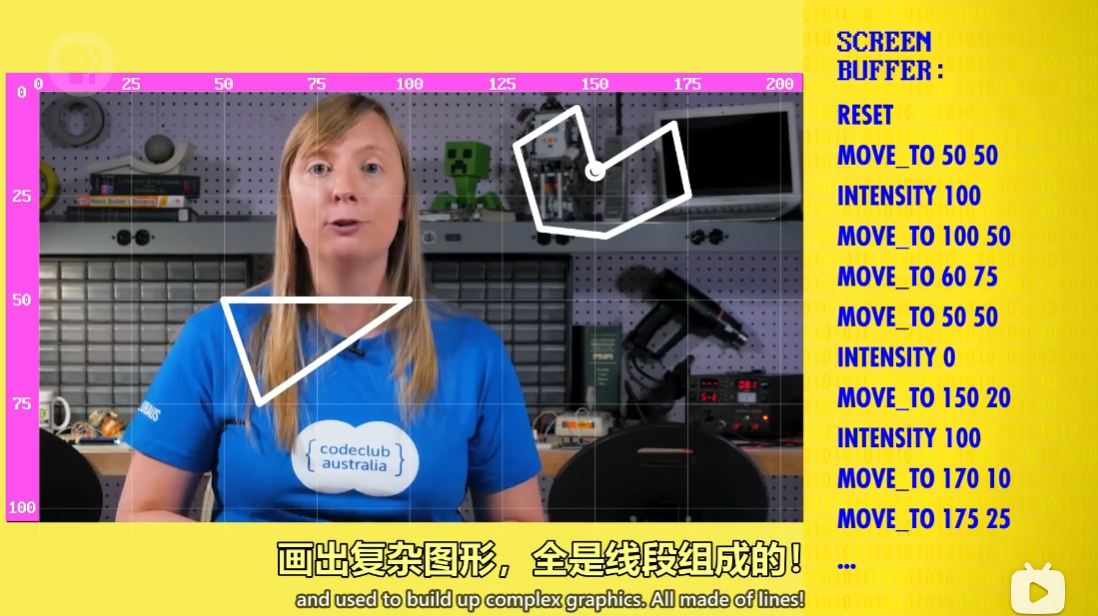 SCREEN
BUFFER:
RESET
MOVE_TO 50 50
INTENSITY 100
MOVE_TO 100 50
MOVE_TO 60 75
MOVE_TO 50 50
INTENSITY 0
MOVE_TO 150 20
INTENSITY 100
MOVE_TO 170 10
MOVE_TO 175 25
...
0 25 50 75 100 125 150 175 200
0
25
50
75
100
{ codeclub }
australia
画出复杂图形，全是线段组成的！
and used to build up complex graphics. All made of lines!